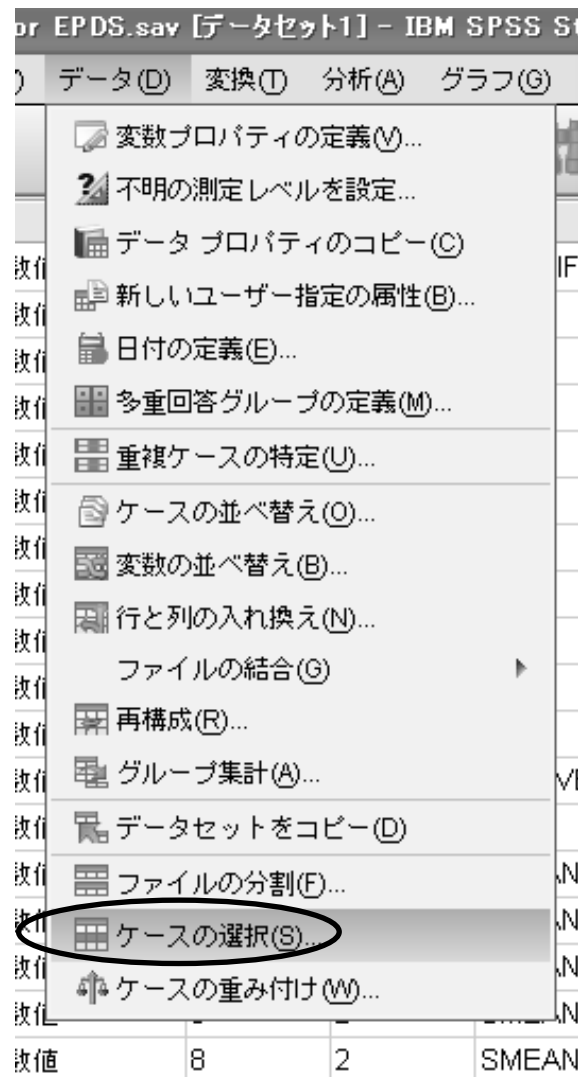 or EPDS.sav [データセット1] - IBM SPSS St
) データ(D) 変換(T) 分析(A) グラフ(G)
変数プロパティの定義(V)...
不明の測定レベルを設定...
データ プロパティのコピー(C)
新しいユーザー指定の属性(B)...
日付の定義(E)...
多重回答グループの定義(M)...
重複ケースの特定(U)...
ケースの並べ替え(O)...
変数の並べ替え(B)...
行と列の入れ換え(N)...
ファイルの結合(G)
再構成(R)...
グループ集計(A)...
データセットをコピー(D)
ファイルの分割(F)...
ケースの選択(S)...
ケースの重み付け(W)...
数値 8 2 SMEAN